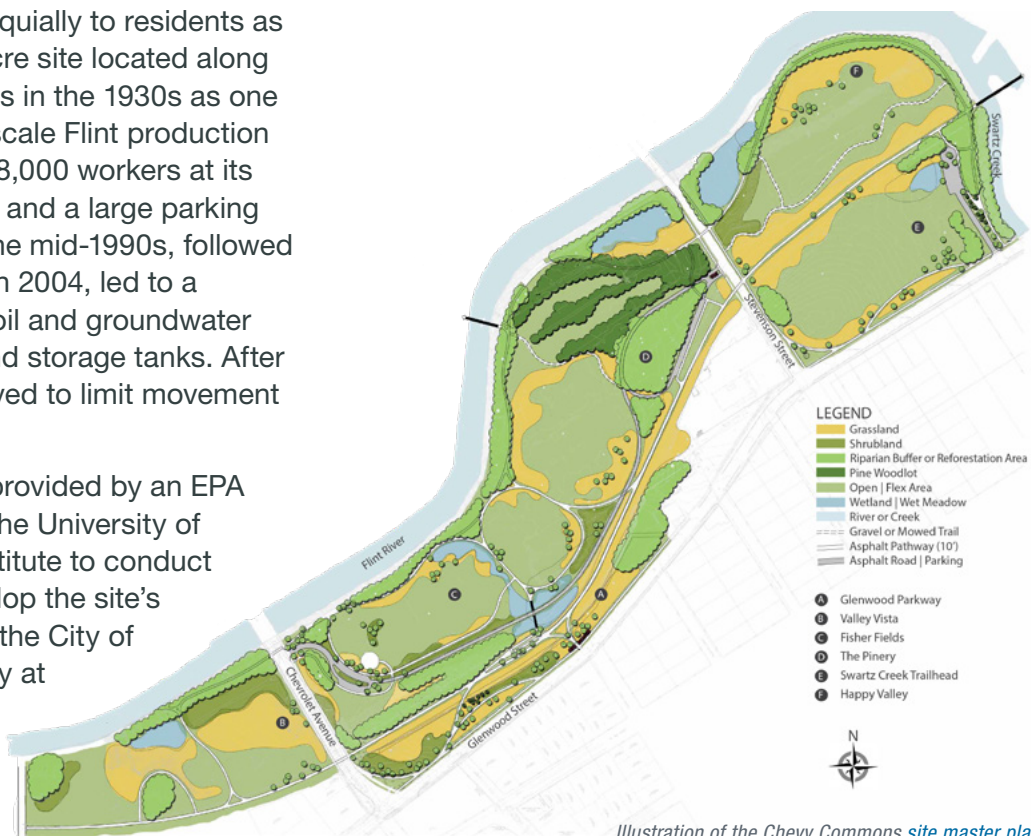 quially to residents as
cre site located along
s in the 1930s as one
scale Flint production
8,000 workers at its
and a large parking
he mid-1990s, followed
n 2004, led to a
oil and groundwater
d storage tanks. After
ved to limit movement
provided by an EPA
he University of
titute to conduct
lop the site's
the City of
y at
F
Swartz Creek
E
Stevenson Street
D
Flint River
C
A
Chevrolet Avenue
B
Glenwood Street
LEGEND
Grassland
Shrubland
Riparian Buffer or Reforestation Area
Pine Woodlot
Open | Flex Area
Wetland | Wet Meadow
River or Creek
Gravel or Mowed Trail
Asphalt Pathway (10')
Asphalt Road | Parking
A Glenwood Parkway
B Valley Vista
C Fisher Fields
D The Pinery
E Swartz Creek Trailhead
F Happy Valley
N
Illustration of the Chevy Commons site master pla